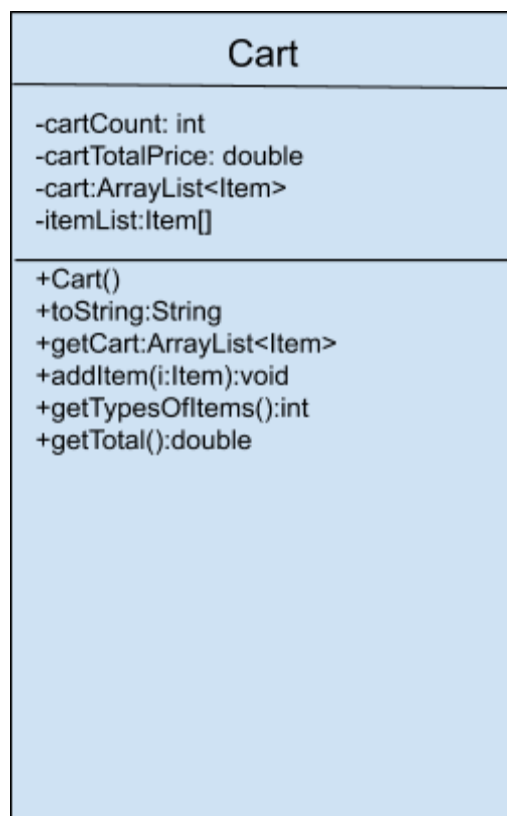 Cart
-cartCount: int
-cartTotalPrice: double
-cart:ArrayList<Item>
-itemList:Item[]
+Cart()
+toString:String
+getCart:ArrayList<Item>
+addItem(i:Item):void
+getTypesOfItems():int
+getTotal():double